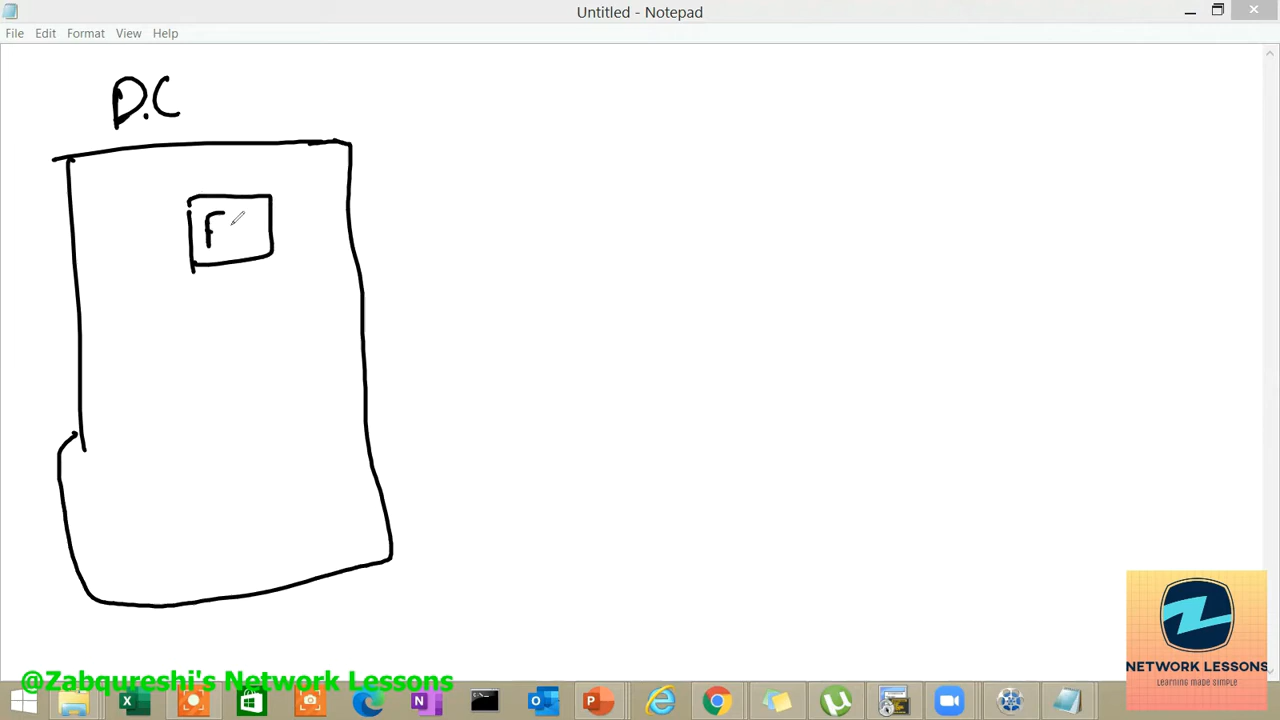 Untitled - Notepad
File Edit Format View Help
D.C
F
@Zabqureshi's Network Lessons
NETWORK LESSONS
Learning made simple